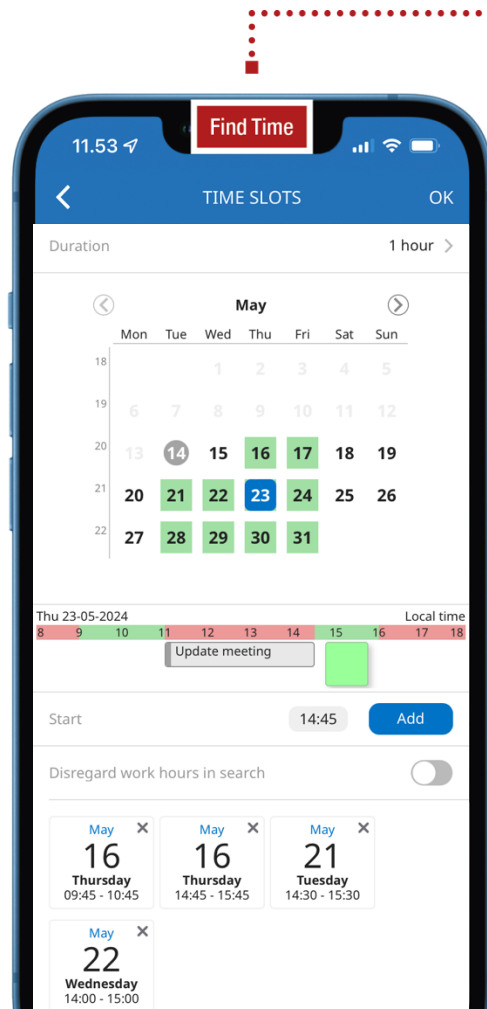 Find Time
11.53
TIME SLOTS
OK
Duration
1 hour
May
Mon Tue Wed Thu Fri Sat Sun
18 1 2 3 4 5
19 6 7 8 9 10 11 12
20 13 14 15 16 17 18 19
21 20 21 22 23 24 25 26
22 27 28 29 30 31
Thu 23-05-2024 Local time
8 9 10 11 12 13 14 15 16 17 18
Update meeting
Start 14:45 Add
Disregard work hours in search
May × May × May ×
16 16 21
Thursday Thursday Tuesday
09:45 - 10:45 14:45 - 15:45 14:30 - 15:30
May ×
22
Wednesday
14:00 - 15:00